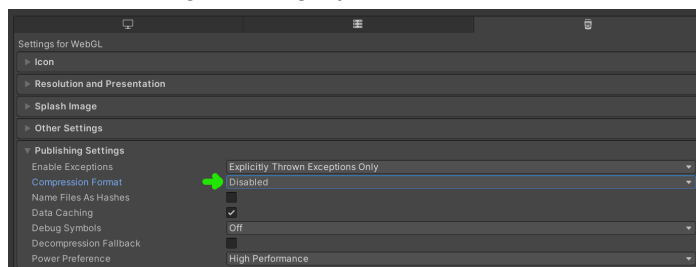 Settings for WebGL
Icon
Resolution and Presentation
Splash Image
Other Settings
Publishing Settings
Enable Exceptions Explicitly Thrown Exceptions Only
Compression Format Disabled
Name Files As Hashes
Data Caching
Debug Symbols Off
Decompression Fallback
Power Preference High Performance